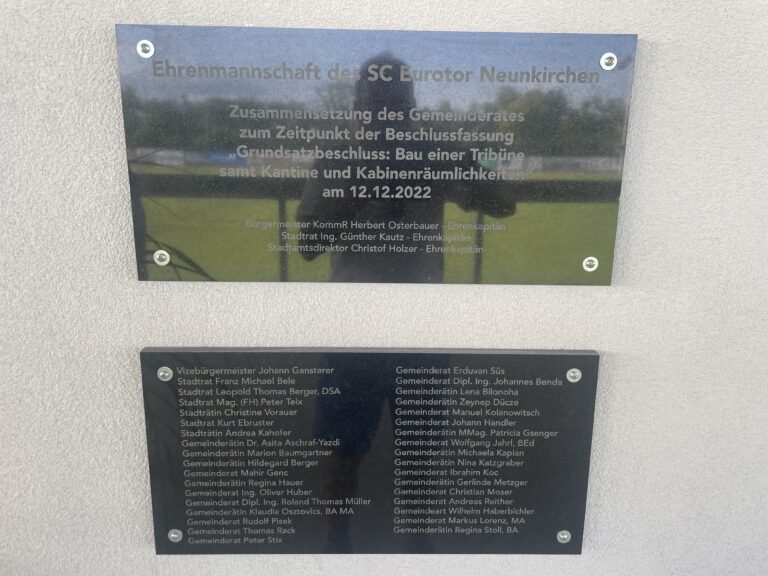 Ehrenmannschaft des SC Eurotor Neunkirchen
Zusammensetzung des Gemeinderates
zum Zeitpunkt der Beschlussfassung
„Grundsatzbeschluss: Bau einer Tribüne
samt Kantine und Kabinenräumlichkeiten"
am 12.12.2022
Bürgermeister KommR Herbert Osterbauer - Ehrenkapitän
Stadtrat Ing. Günther Kautz - Ehrenkapitän
Stadtamtsdirektor Christof Holzer - Ehrenkapitän
Vizebürgermeister Johann Gansterer
Stadtrat Franz Michael Bele
Stadtrat Leopold Thomas Berger, DSA
Stadtrat Mag. (FH) Peter Teix
Stadträtin Christine Vorauer
Stadtrat Kurt Ebruster
Stadträtin Andrea Kahofer
Gemeinderätin Dr. Asita Aschraf-Yazdi
Gemeinderätin Marion Baumgartner
Gemeinderätin Hildegard Berger
Gemeinderat Mahir Genc
Gemeinderätin Regina Hauer
Gemeinderat Ing. Oliver Huber
Gemeinderat Dipl. Ing. Roland Thomas Müller
Gemeinderätin Klaudia Osztovics, BA MA
Gemeinderat Rudolf Pisek
Gemeinderat Thomas Rack
Gemeinderat Peter Stix
Gemeinderat Erduvan Süs
Gemeinderat Dipl. Ing. Johannes Benda
Gemeinderätin Lena Bilonoha
Gemeinderätin Zeynep Dücze
Gemeinderat Manuel Kolanowitsch
Gemeinderat Johann Handler
Gemeinderätin MMag. Patricia Gsenger
Gemeinderat Wolfgang Jahrl, BEd
Gemeinderätin Michaela Kaplan
Gemeinderätin Nina Katzgraber
Gemeinderat Ibrahim Koc
Gemeinderätin Gerlinde Metzger
Gemeinderat Christian Moser
Gemeinderat Andreas Reither
Gemeindeart Wilhelm Haberbichler
Gemeinderat Markus Lorenz, MA
Gemeinderätin Regina Stoll, BA